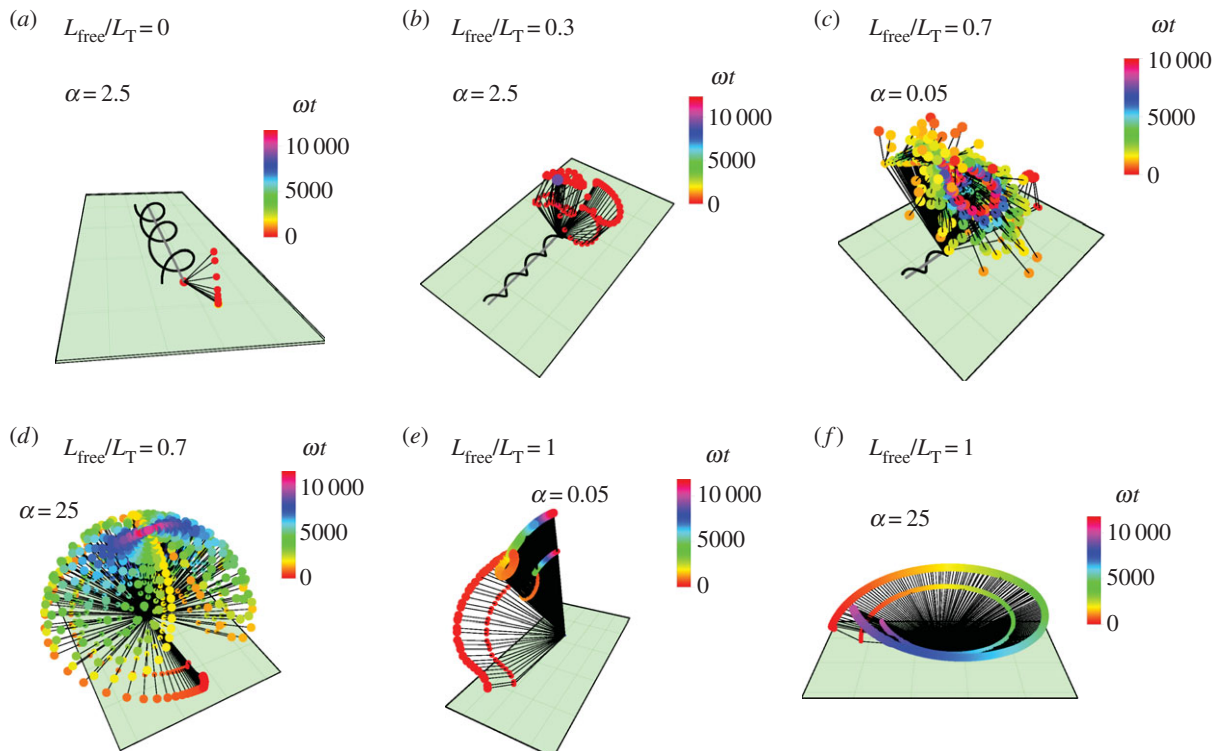 (a) L_free/L_T = 0
α = 2.5
ωt
10 000
5000
0
(b) L_free/L_T = 0.3
α = 2.5
ωt
10 000
5000
0
(c) L_free/L_T = 0.7
α = 0.05
ωt
10 000
5000
0
(d) L_free/L_T = 0.7
α = 25
ωt
10 000
5000
0
(e) L_free/L_T = 1
α = 0.05
ωt
10 000
5000
0
(f) L_free/L_T = 1
α = 25
ωt
10 000
5000
0